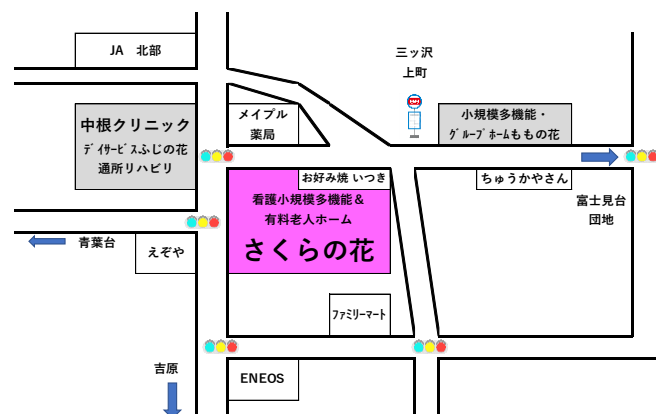 JA 北部
三ッ沢
上町
中根クリニック
デイサービスふじの花
通所リハビリ
メイプル
薬局
小規模多機能・
グループホームももの花
お好み焼 いつき
ちゅうかやさん
看護小規模多機能&
有料老人ホーム
さくらの花
富士見台
団地
青葉台
えぞや
ファミリーマート
吉原
ENEOS